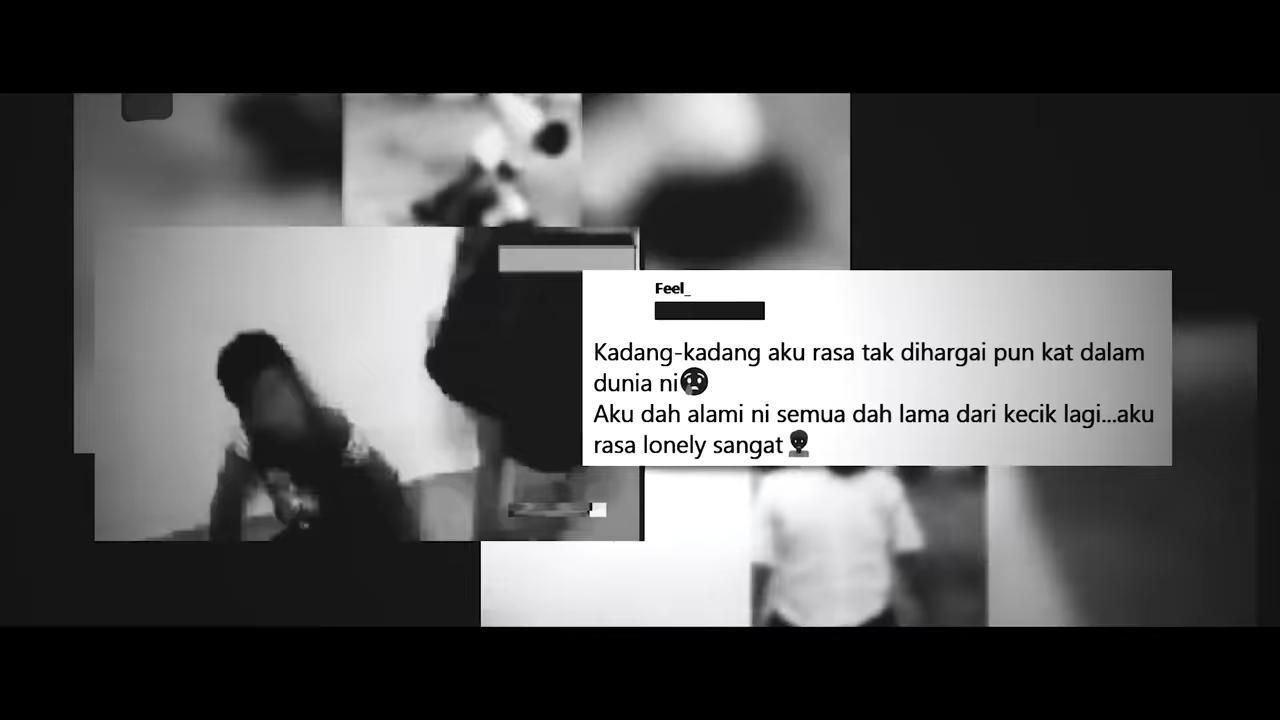 Feel_
Kadang-kadang aku rasa tak dihargai pun kat dalam
dunia ni😢
Aku dah alami ni semua dah lama dari kecik lagi...aku
rasa lonely sangat👤